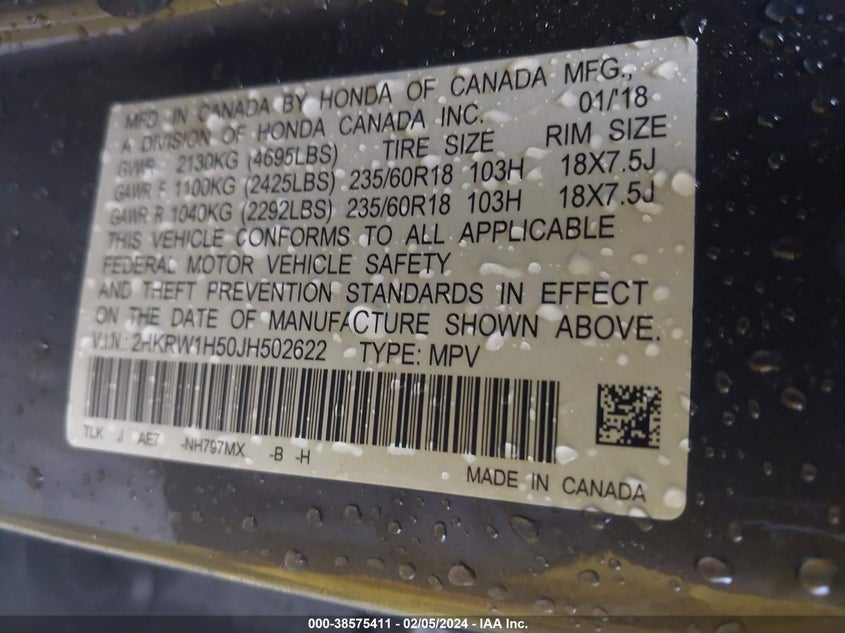 MFD. IN CANADA BY HONDA OF CANADA MFG.,
A DIVISION OF HONDA CANADA INC. 01/'18
GVWR 2130KG (4695LBS) TIRE SIZE RIM SIZE
GAWR F 1100KG (2425LBS) 235/60R18 103H 18X7.5J
GAWR R 1040KG (2292LBS) 235/60R18 103H 18X7.5J
THIS VEHICLE CONFORMS TO ALL APPLICABLE
FEDERAL MOTOR VEHICLE SAFETY
AND THEFT PREVENTION STANDARDS IN EFFECT
ON THE DATE OF MANUFACTURE SHOWN ABOVE.
V.I.N.: 2HKRW1H50JH502622 TYPE: MPV
TLK J AE7 -NH797MX -B -H
MADE IN CANADA
000-38575411 - 02/05/2024 - IAA Inc.